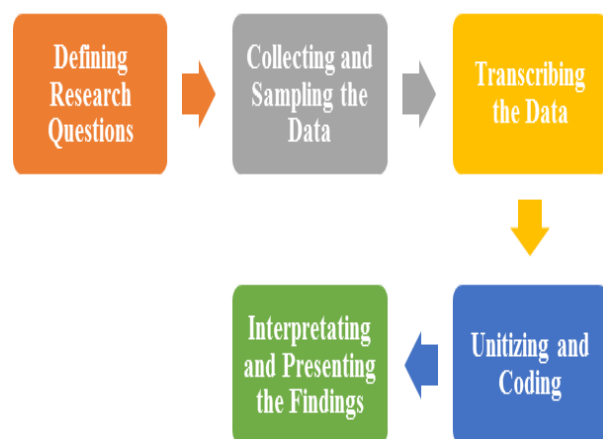 Defining
Research
Questions
Collecting and
Sampling the
Data
Transcribing
the Data
Unitizing and
Coding
Interpretating
and Presenting
the Findings